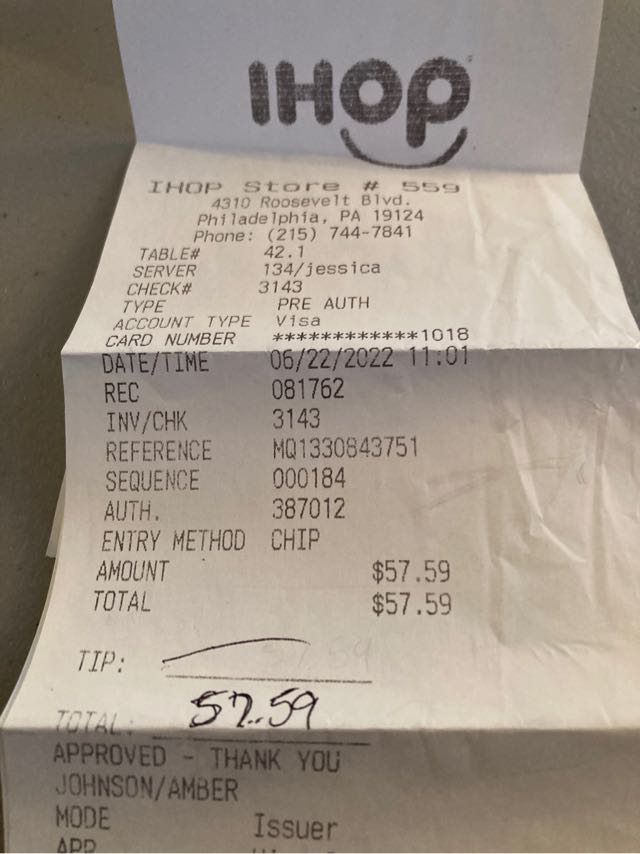 IHOP
IHOP Store # 559
4310 Roosevelt Blvd.
Philadelphia, PA 19124
Phone: (215) 744-7841
TABLE# 42.1
SERVER 134/jessica
CHECK# 3143
TYPE PRE AUTH
ACCOUNT TYPE Visa
CARD NUMBER ************1018
DATE/TIME 06/22/2022 11:01
REC 081762
INV/CHK 3143
REFERENCE MQ1330843751
SEQUENCE 000184
AUTH. 387012
ENTRY METHOD CHIP
AMOUNT $57.59
TOTAL $57.59
TIP:
TOTAL: 57.59
APPROVED - THANK YOU
JOHNSON/AMBER
MODE Issuer